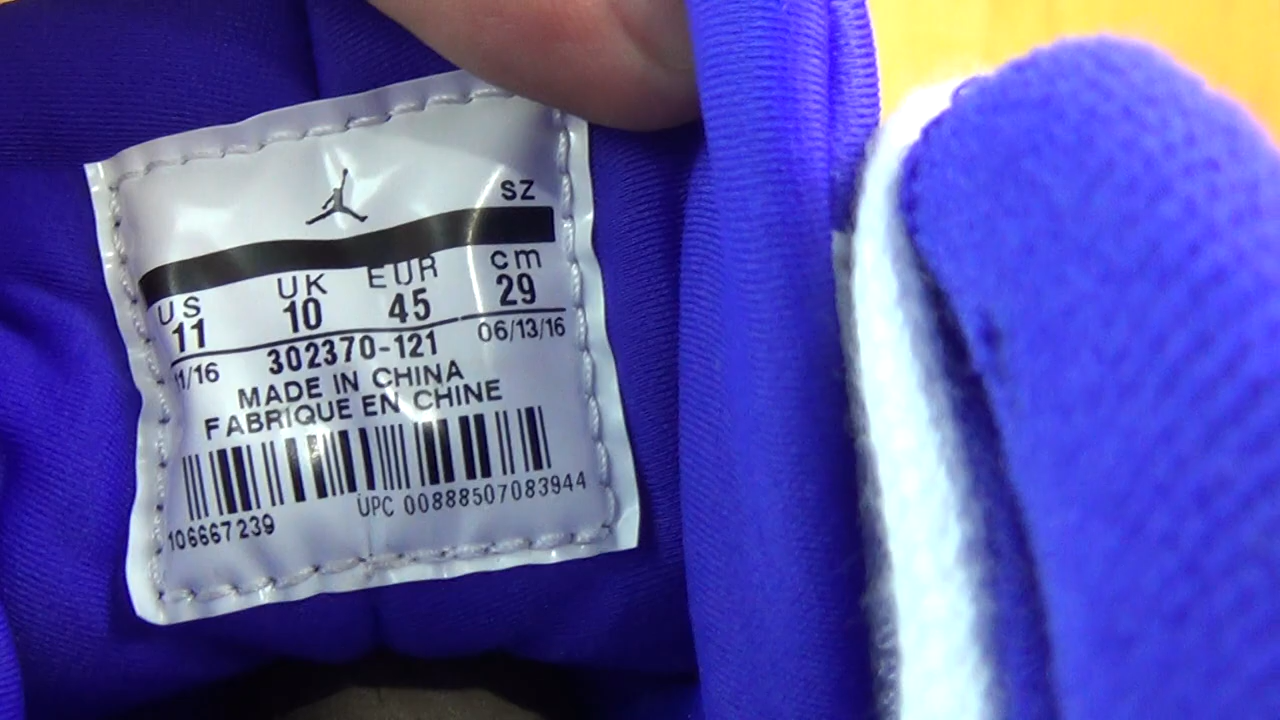 SZ
US UK EUR cm
11 10 45 29
302370-121 06/13/16
1/16
MADE IN CHINA
FABRIQUE EN CHINE
UPC 00888507083944
106667239